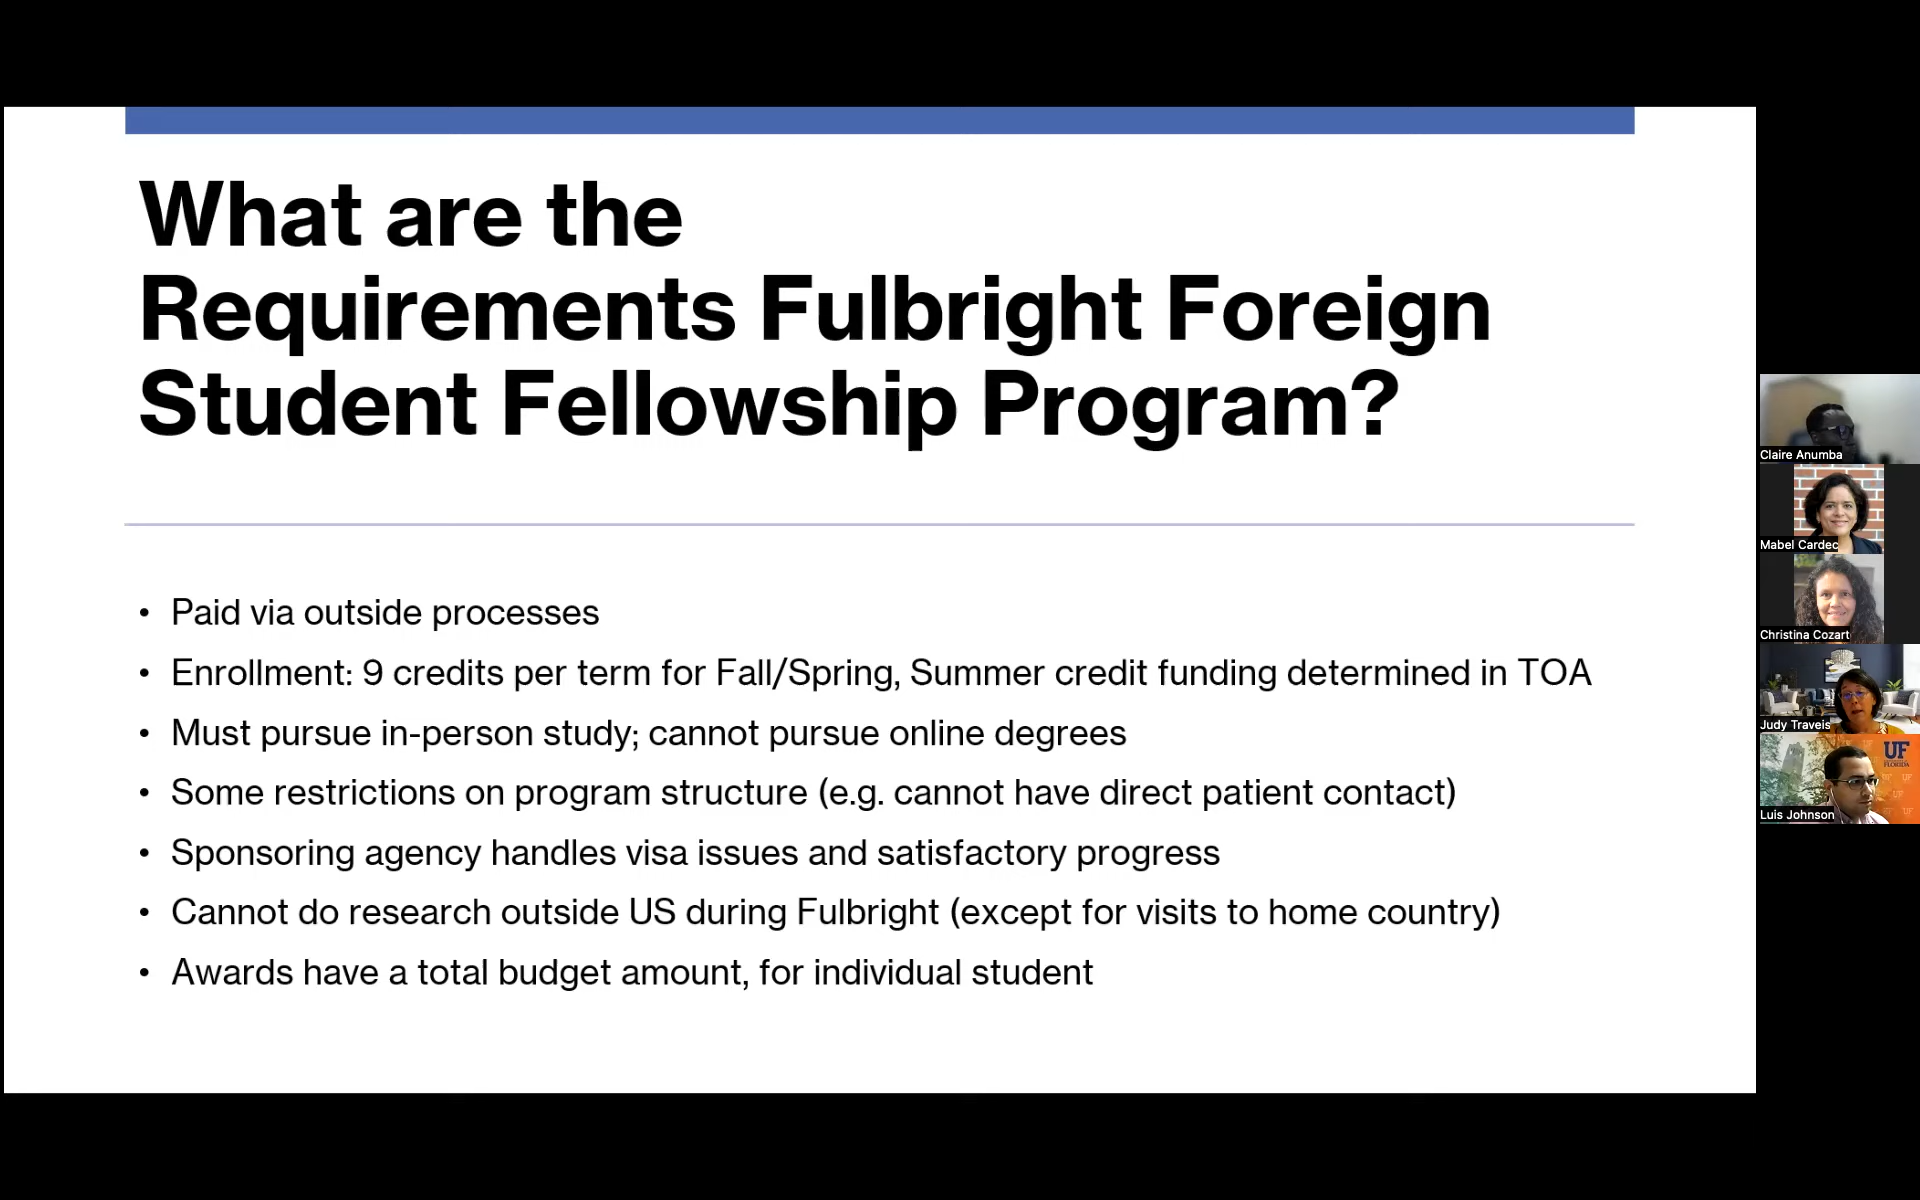 What are the
Requirements Fulbright Foreign
Student Fellowship Program?
• Paid via outside processes
• Enrollment: 9 credits per term for Fall/Spring, Summer credit funding determined in TOA
• Must pursue in-person study; cannot pursue online degrees
• Some restrictions on program structure (e.g. cannot have direct patient contact)
• Sponsoring agency handles visa issues and satisfactory progress
• Cannot do research outside US during Fulbright (except for visits to home country)
• Awards have a total budget amount, for individual student
Claire Anumba
Mabel Cardec
Christina Cozart
Judy Traveis
UF
FLORIDA
Luis Johnson